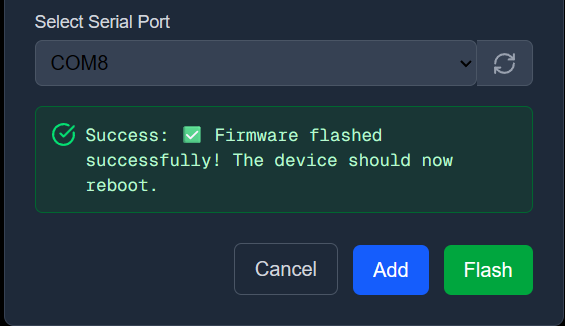 Select Serial Port
COM8
Success: ✅ Firmware flashed
successfully! The device should now
reboot.
Cancel Add Flash